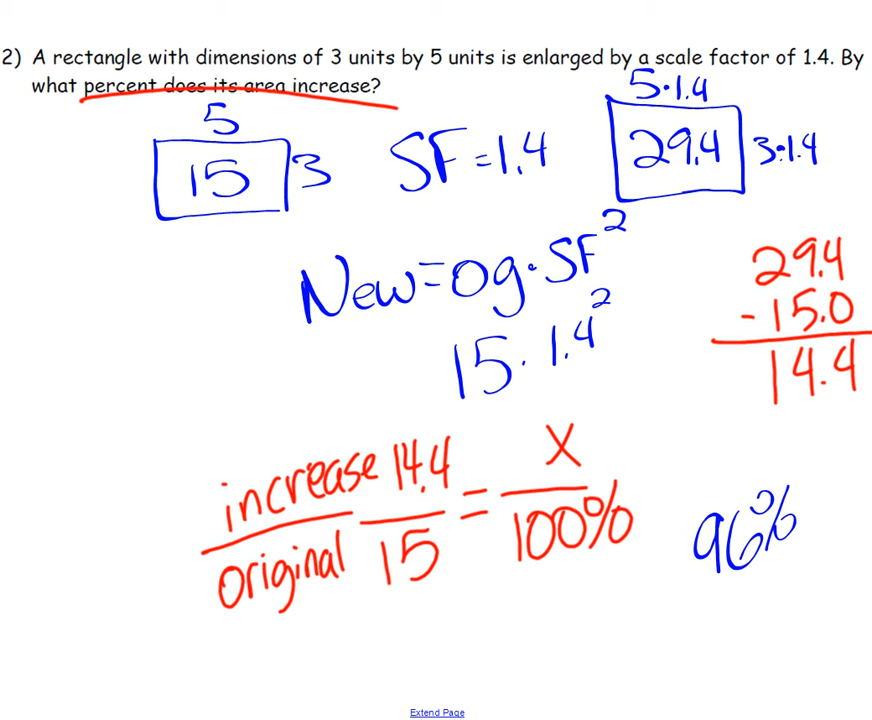 2) A rectangle with dimensions of 3 units by 5 units is enlarged by a scale factor of 1.4. By
what percent does its area increase?
5
15
3
SF=1.4
5·1.4
29.4
3·1.4
New=og·SF²
15·1.4²
29.4
-15.0
14.4
increase 14.4 = X
original 15 100%
96%
Extend Page